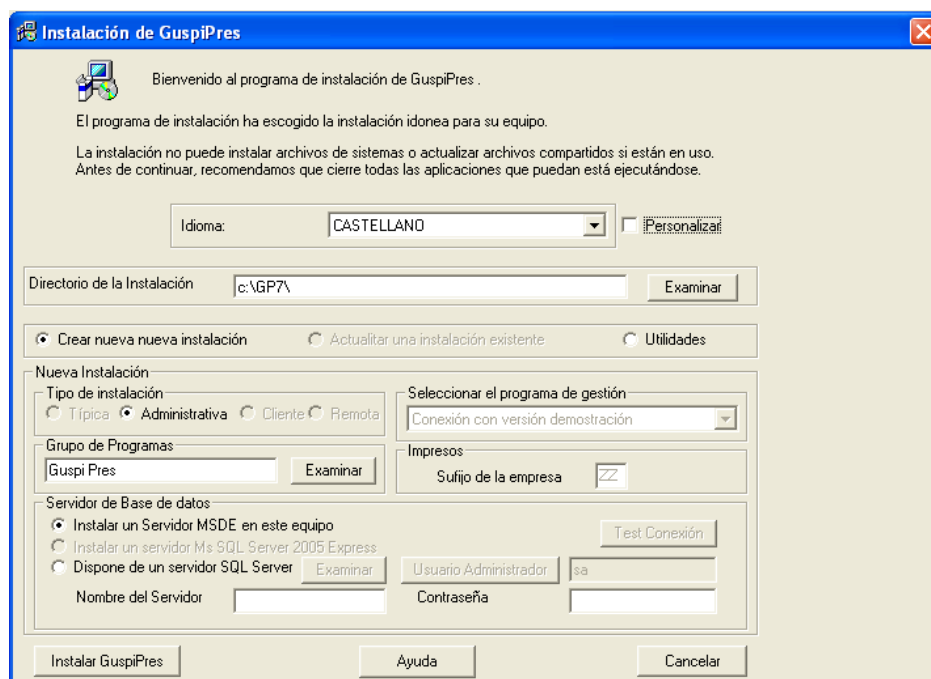 Instalación de GuspiPres
Bienvenido al programa de instalación de GuspiPres .
El programa de instalación ha escogido la instalación idonea para su equipo.
La instalación no puede instalar archivos de sistemas o actualizar archivos compartidos si están en uso.
Antes de continuar, recomendamos que cierre todas las aplicaciones que puedan está ejecutándose.
Idioma: CASTELLANO Personalizar
Directorio de la Instalación c:\GP7\ Examinar
Crear nueva nueva instalación Actualitar una instalación existente Utilidades
Nueva Instalación
Tipo de instalación Seleccionar el programa de gestión
Típica Administrativa Cliente Remota Conexión con versión demostración
Grupo de Programas Impresos
Guspi Pres Examinar Sufijo de la empresa ZZ
Servidor de Base de datos
Instalar un Servidor MSDE en este equipo Test Conexión
Instalar un servidor Ms SQL Server 2005 Express
Dispone de un servidor SQL Server Examinar Usuario Administrador sa
Nombre del Servidor Contraseña
Instalar GuspiPres Ayuda Cancelar